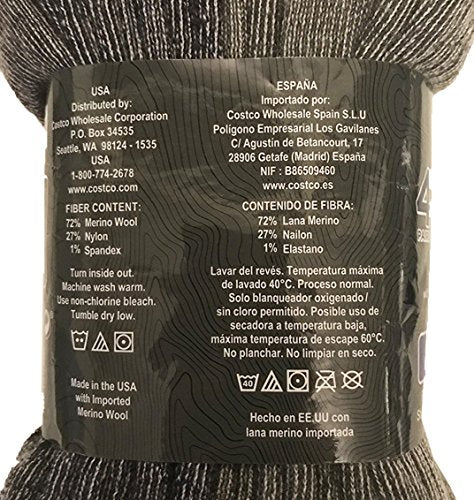 USA
Distributed by:
Costco Wholesale Corporation
P.O. Box 34535
Seattle, WA 98124 - 1535
USA
1-800-774-2678
www.costco.com
FIBER CONTENT:
72% Merino Wool
27% Nylon
1% Spandex
Turn inside out.
Machine wash warm.
Use non-chlorine bleach.
Tumble dry low.
Made in the USA
with Imported
Merino Wool
ESPAÑA
Importado por:
Costco Wholesale Spain S.L.U
Polígono Empresarial Los Gavilanes
C/ Agustin de Betancourt, 17
28906 Getafe (Madrid) España
NIF : B86509460
www.costco.es
CONTENIDO DE FIBRA:
72% Lana Merino
27% Nailon
1% Elastano
Lavar del revés. Temperatura máxima
de lavado 40°C. Proceso normal.
Solo blanqueador oxigenado /
sin cloro permitido. Posible uso de
secadora a temperatura baja,
máxima temperatura de escape 60°C.
No planchar. No limpiar en seco.
40
Hecho en EE.UU con
lana merino importada